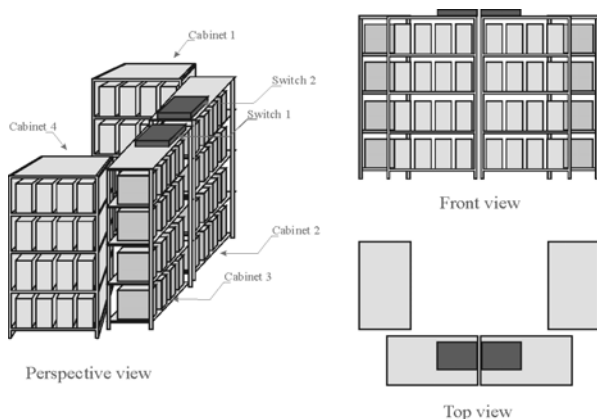 Cabinet 1
Switch 2
Cabinet 4
Switch 1
Cabinet 2
Cabinet 3
Perspective view
Front view
Top view